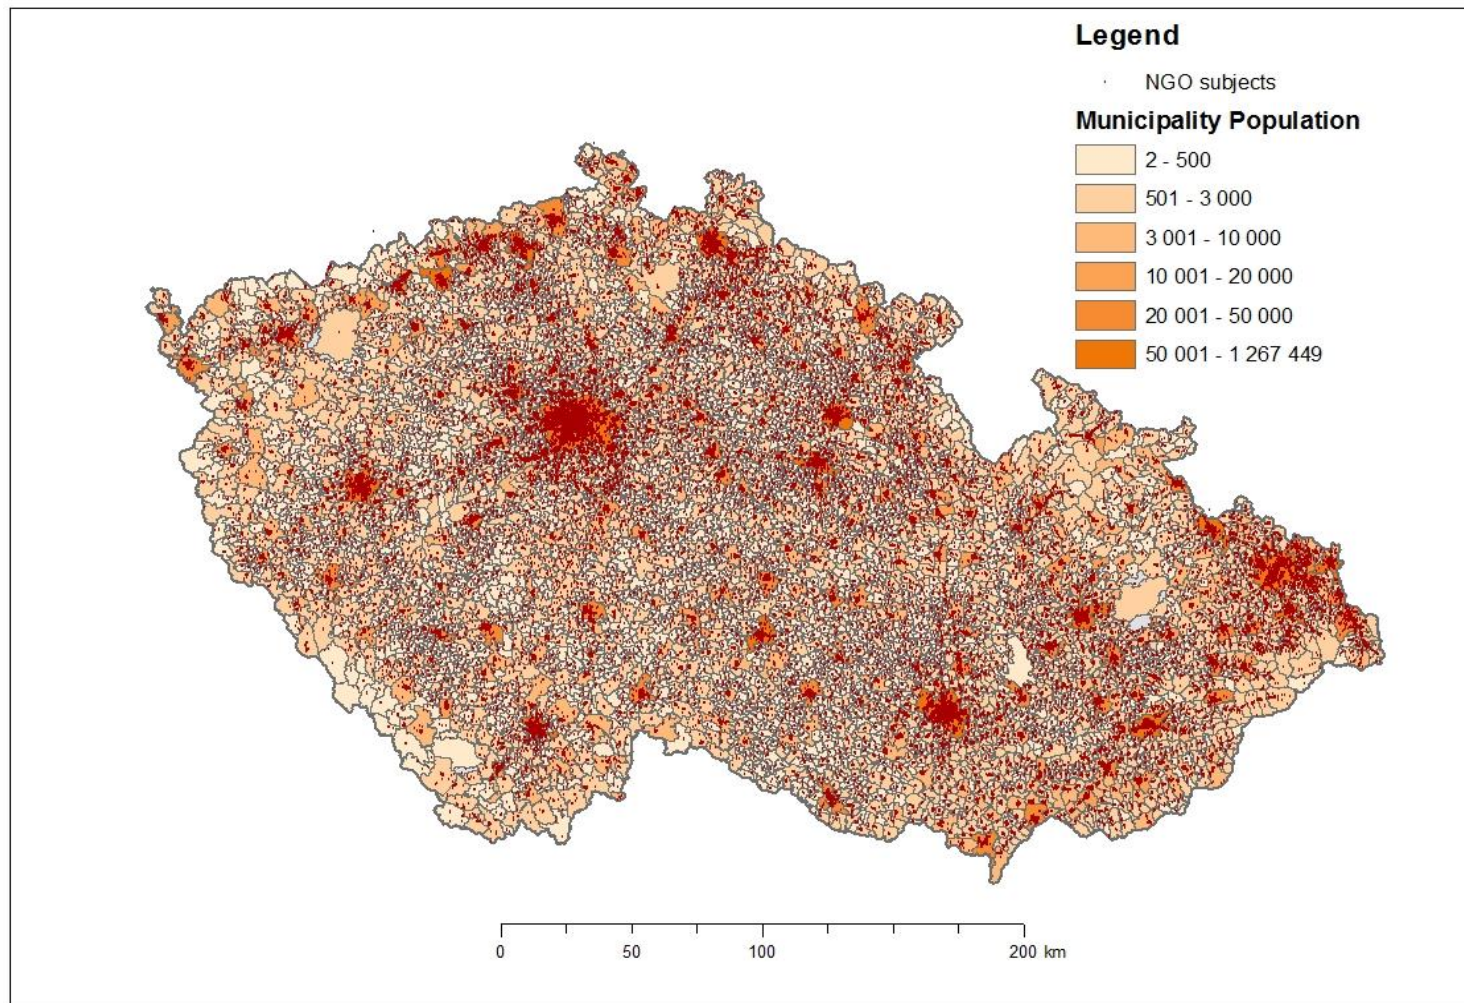 Legend
NGO subjects
Municipality Population
2 - 500
501 - 3 000
3 001 - 10 000
10 001 - 20 000
20 001 - 50 000
50 001 - 1 267 449
0 50 100 200 km